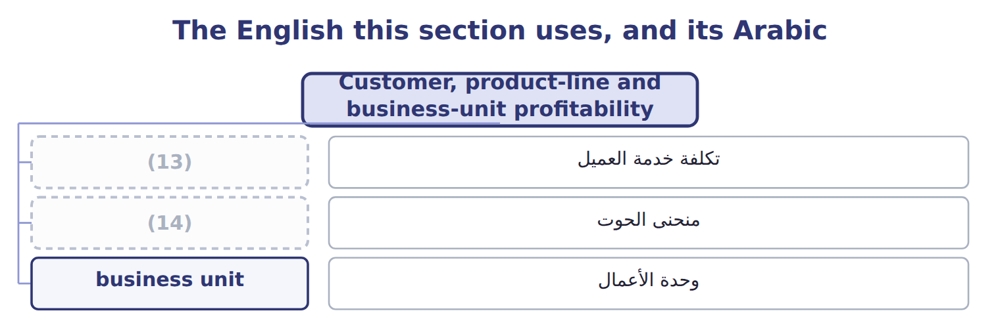 The English this section uses, and its Arabic
Customer, product-line and
business-unit profitability
(13)
تكلفة خدمة العميل
(14)
منحنى الحوت
business unit
وحدة الأعمال